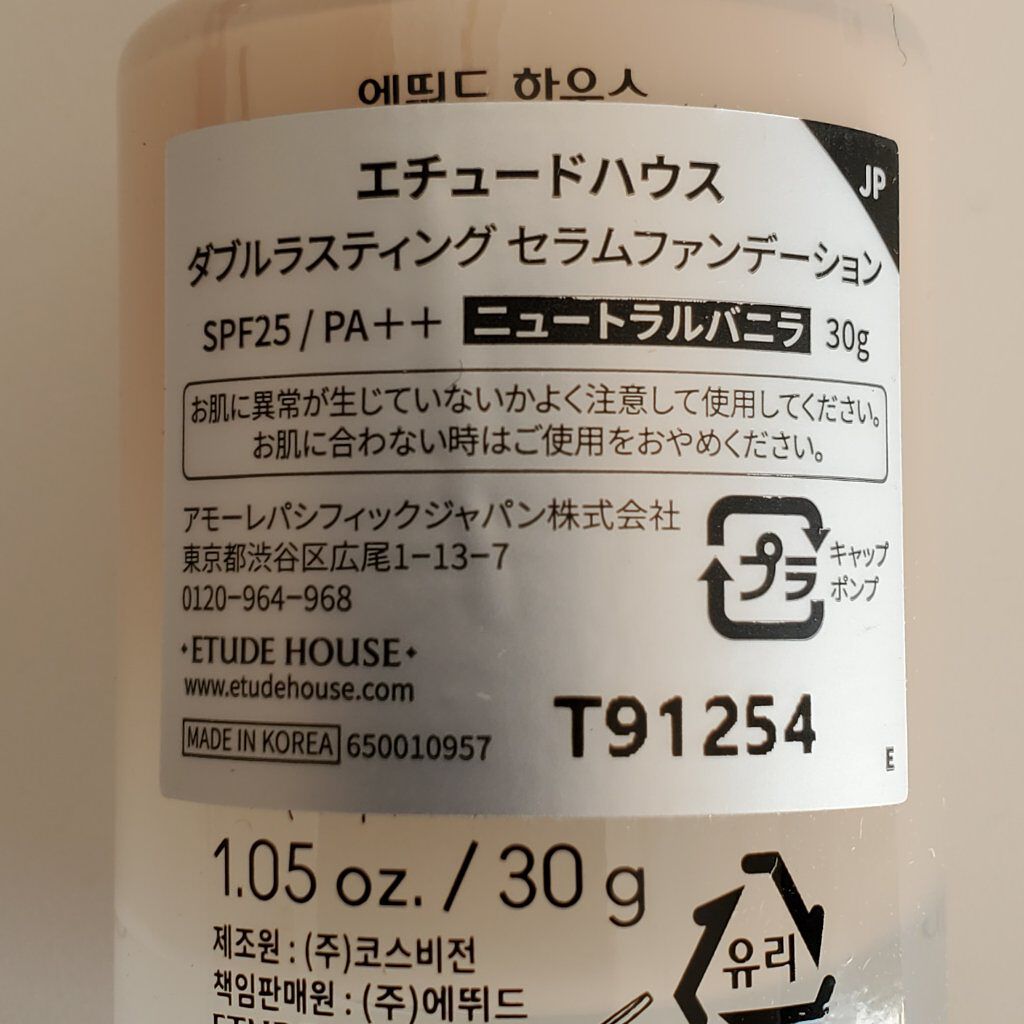 에뛰드 하우스
エチュードハウス
JP
ダブルラスティング セラムファンデーション
SPF25 / PA++ ニュートラルバニラ 30g
お肌に異常が生じていないかよく注意して使用してください。
お肌に合わない時はご使用をおやめください。
アモーレパシフィックジャパン株式会社
東京都渋谷区広尾1-13-7
0120-964-968
プラ
キャップ
ポンプ
・ETUDE HOUSE・
www.etudehouse.com
MADE IN KOREA 650010957
T91254
E
1.05 oz. / 30 g
제조원 : (주)코스비전
책임판매원 : (주)에뛰드
유리